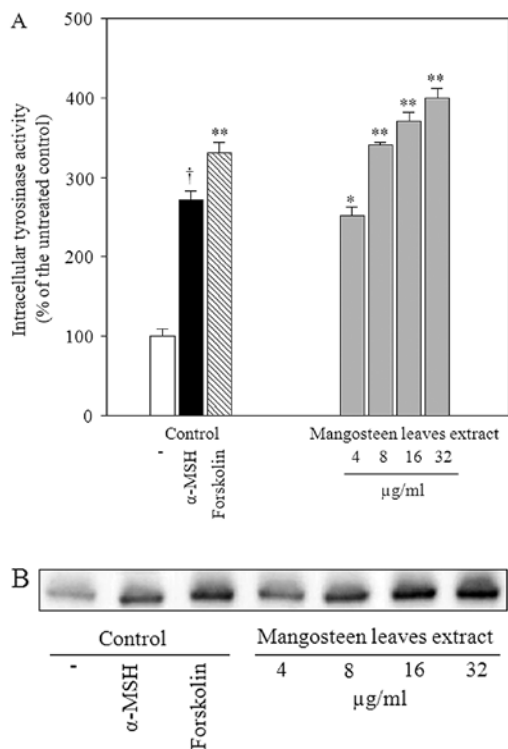 A
Intracellular tyrosinase activity
(% of the untreated control)
500
400
300
200
100
0
†
**
*
**
**
**
Control
-
α-MSH
Forskolin
Mangosteen leaves extract
4 8 16 32
µg/ml
B
Control
-
α-MSH
Forskolin
Mangosteen leaves extract
4 8 16 32
µg/ml